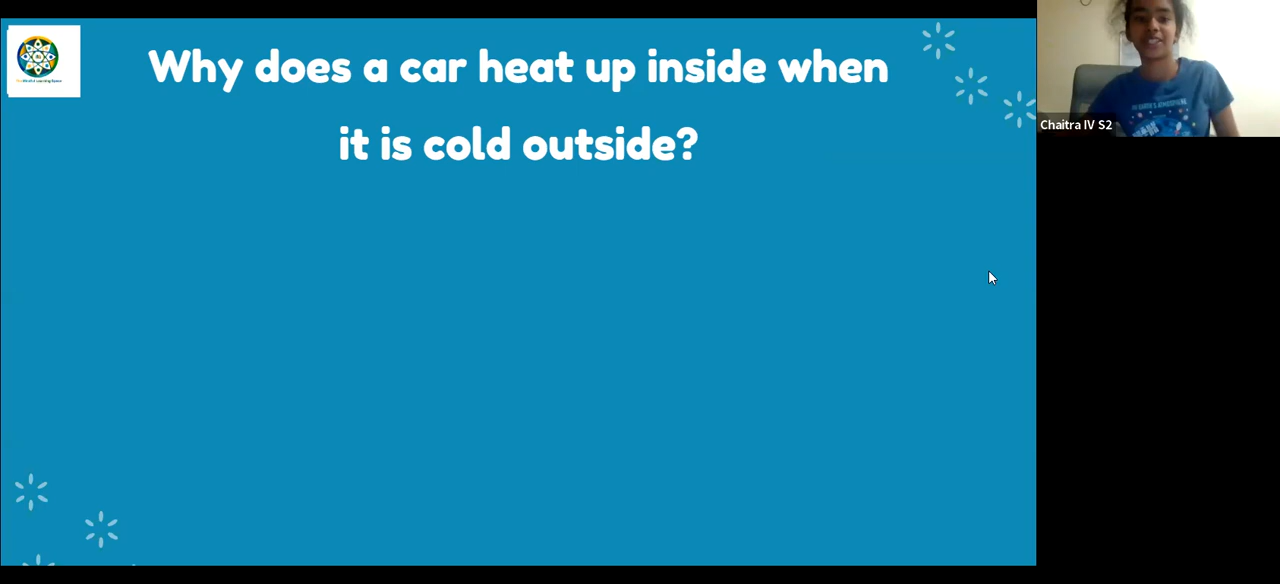 Why does a car heat up inside when
it is cold outside?
Chaitra IV S2